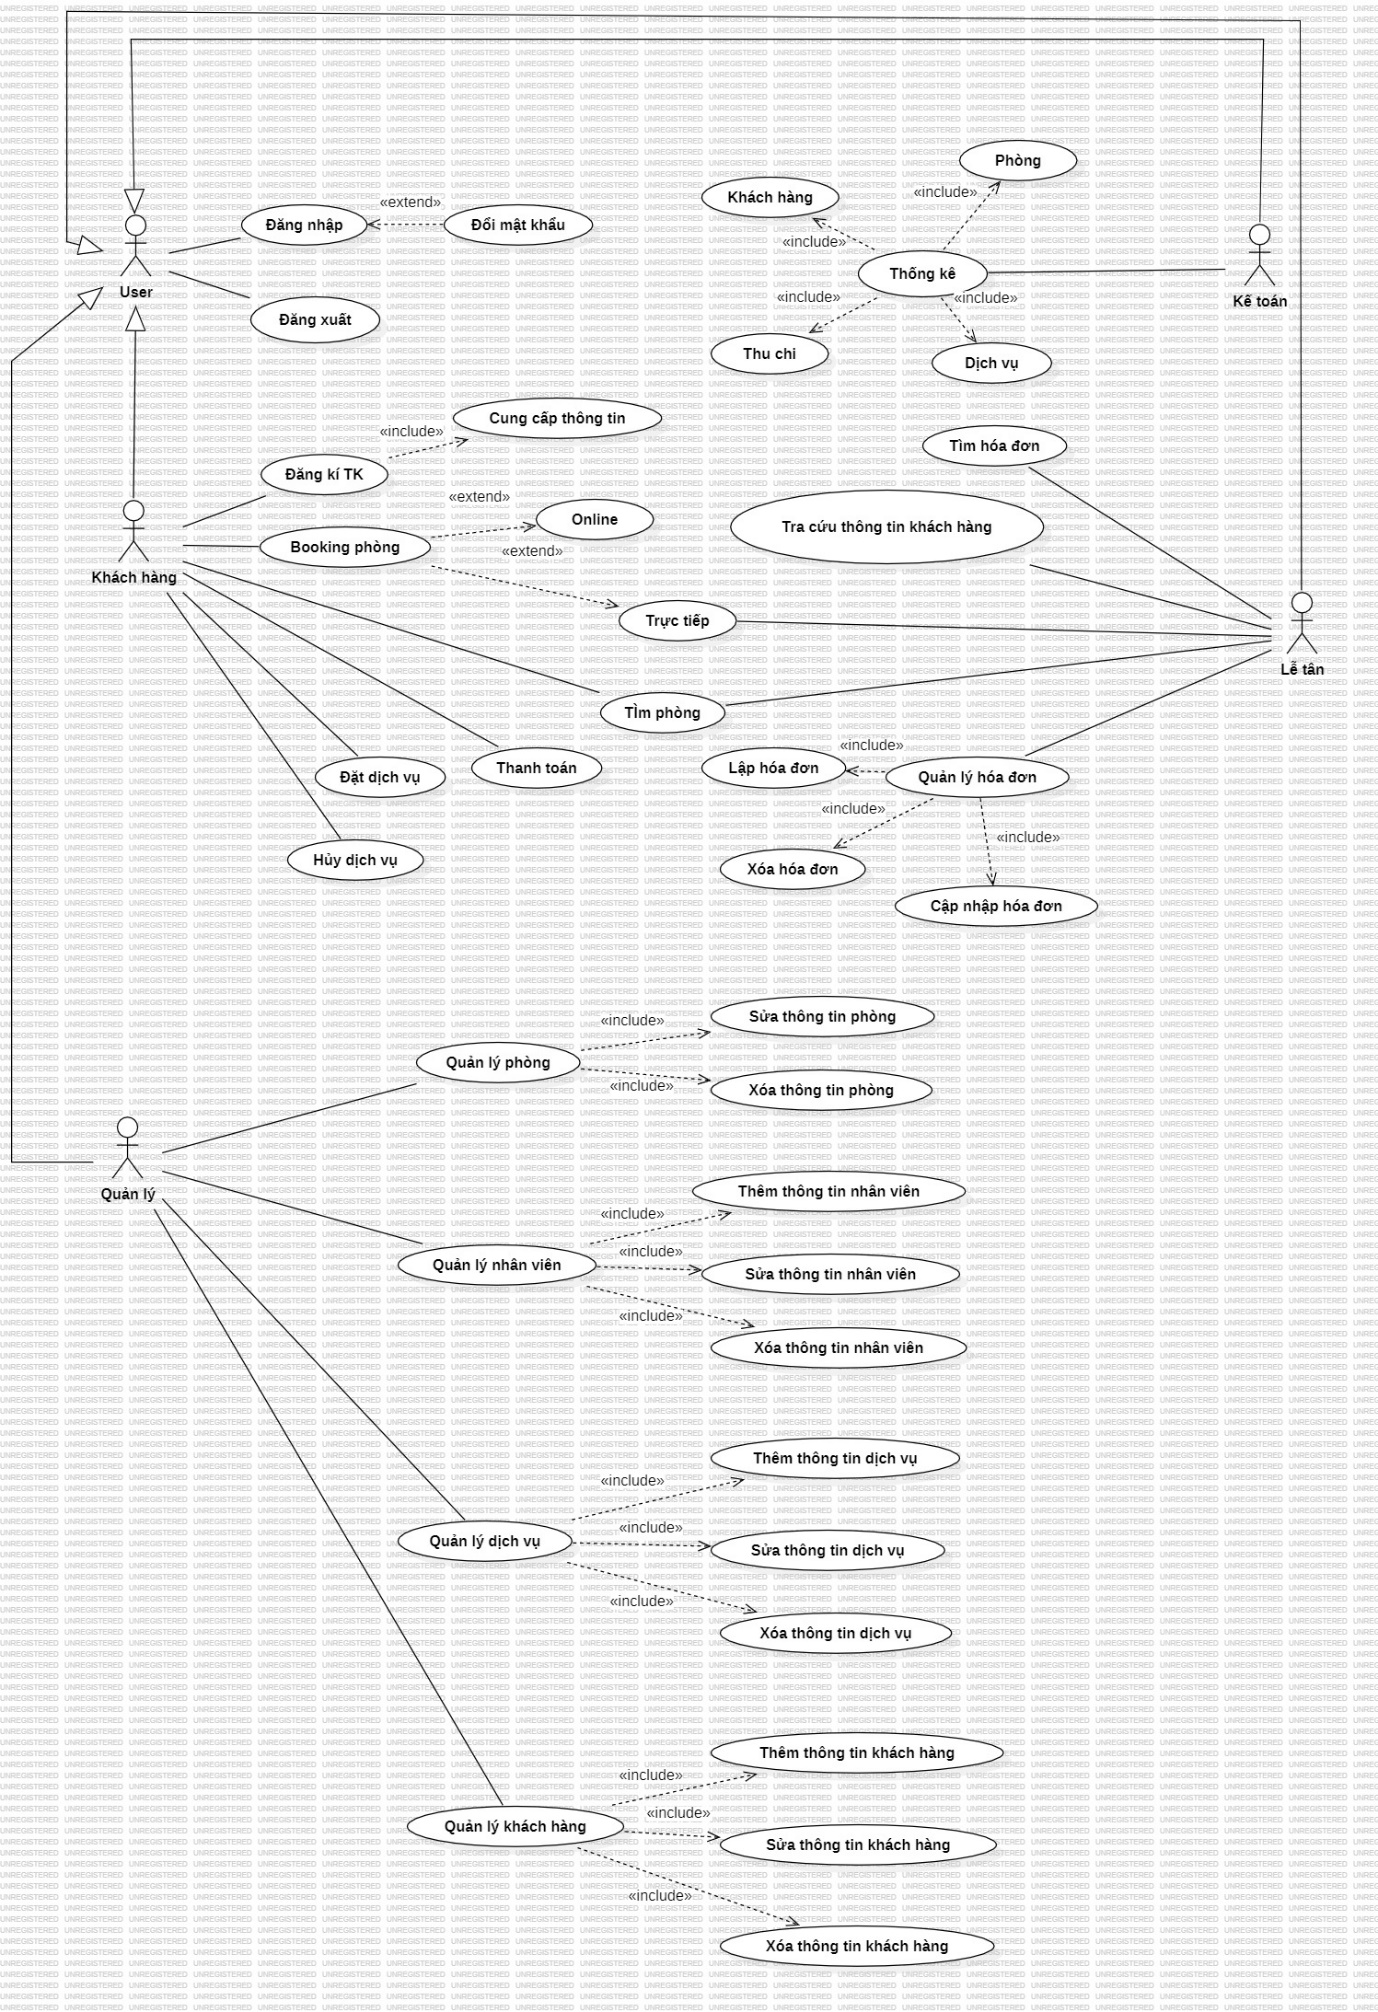 Phòng
Khách hàng
«include»
«include»
Đăng nhập
«extend»
Đổi mật khẩu
User
Đăng xuất
Thống kê
«include»
«include»
Kế toán
Thu chi
Dịch vụ
Cung cấp thông tin
«include»
Đăng kí TK
Tìm hóa đơn
«extend»
Online
Booking phòng
«extend»
Tra cứu thông tin khách hàng
Khách hàng
Trực tiếp
Lễ tân
TÌm phòng
«include»
Đặt dịch vụ
Thanh toán
Lập hóa đơn
Quản lý hóa đơn
«include»
«include»
Hủy dịch vụ
Xóa hóa đơn
Cập nhập hóa đơn
Sửa thông tin phòng
«include»
Quản lý phòng
«include»
Xóa thông tin phòng
Quản lý
Thêm thông tin nhân viên
«include»
«include»
Quản lý nhân viên
Sửa thông tin nhân viên
«include»
Xóa thông tin nhân viên
Thêm thông tin dịch vụ
«include»
«include»
Quản lý dịch vụ
Sửa thông tin dịch vụ
«include»
Xóa thông tin dịch vụ
Thêm thông tin khách hàng
«include»
«include»
Quản lý khách hàng
Sửa thông tin khách hàng
«include»
Xóa thông tin khách hàng
UNREGISTERED